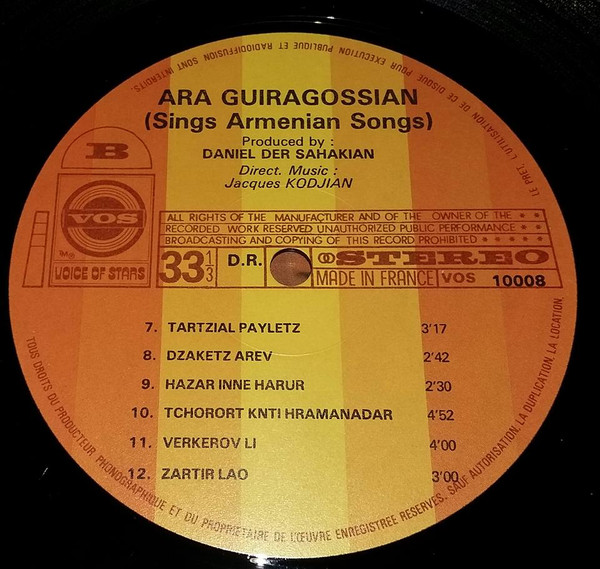 ARA GUIRAGOSSIAN
(Sings Armenian Songs)
Produced by :
DANIEL DER SAHAKIAN
Direct. Music :
Jacques KODJIAN
B
VOS
TM
VOICE OF STARS
ALL RIGHTS OF THE MANUFACTURER AND OF THE OWNER OF THE
RECORDED WORK RESERVED UNAUTHORIZED PUBLIC PERFORMANCE
BROADCASTING AND COPYING OF THIS RECORD PROHIBITED
33 1/3
D.R.
STEREO
MADE IN FRANCE
VOS 10008
7. TARTZIAL PAYLETZ 3'17
8. DZAKETZ AREV 2'42
9. HAZAR INNE HARUR 2'30
10. TCHORORT KNTI HRAMANADAR 4'52
11. VERKEROV LI 4'00
12. ZARTIR LAO 3'00
TOUS DROITS DU PRODUCTEUR PHONOGRAPHIQUE ET DU PROPRIETAIRE DE L'ŒUVRE ENREGISTREE RESERVES. SAUF AUTORISATION. LA DUPLICATION. LA LOCATION. LE PRET. L'UTILISATION DE CE DISQUE POUR EXECUTION PUBLIQUE ET RADIODIFFUSION SONT INTERDITS.